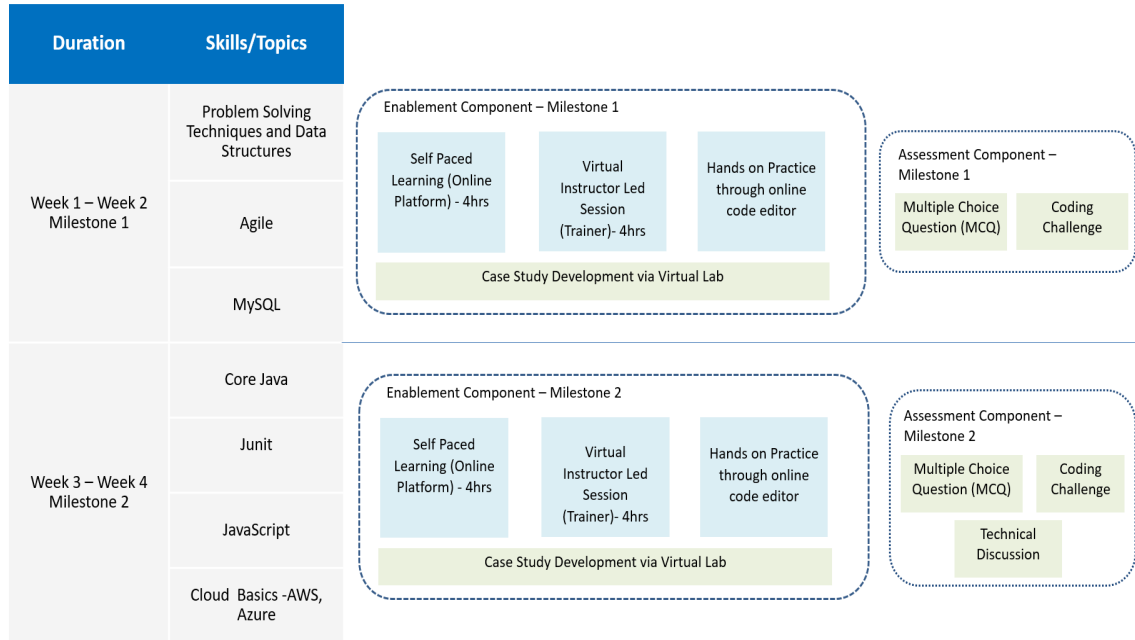 Duration
Skills/Topics
Week 1 – Week 2
Milestone 1
Problem Solving
Techniques and Data
Structures
Agile
MySQL
Enablement Component – Milestone 1
Self Paced
Learning (Online
Platform) - 4hrs
Virtual
Instructor Led
Session
(Trainer)- 4hrs
Hands on Practice
through online
code editor
Case Study Development via Virtual Lab
Assessment Component –
Milestone 1
Multiple Choice
Question (MCQ)
Coding
Challenge
Week 3 – Week 4
Milestone 2
Core Java
Junit
JavaScript
Cloud  Basics -AWS,
Azure
Enablement Component – Milestone 2
Self Paced
Learning (Online
Platform) - 4hrs
Virtual
Instructor Led
Session
(Trainer)- 4hrs
Hands on Practice
through online
code editor
Case Study Development via Virtual Lab
Assessment Component –
Milestone 2
Multiple Choice
Question (MCQ)
Coding
Challenge
Technical
Discussion